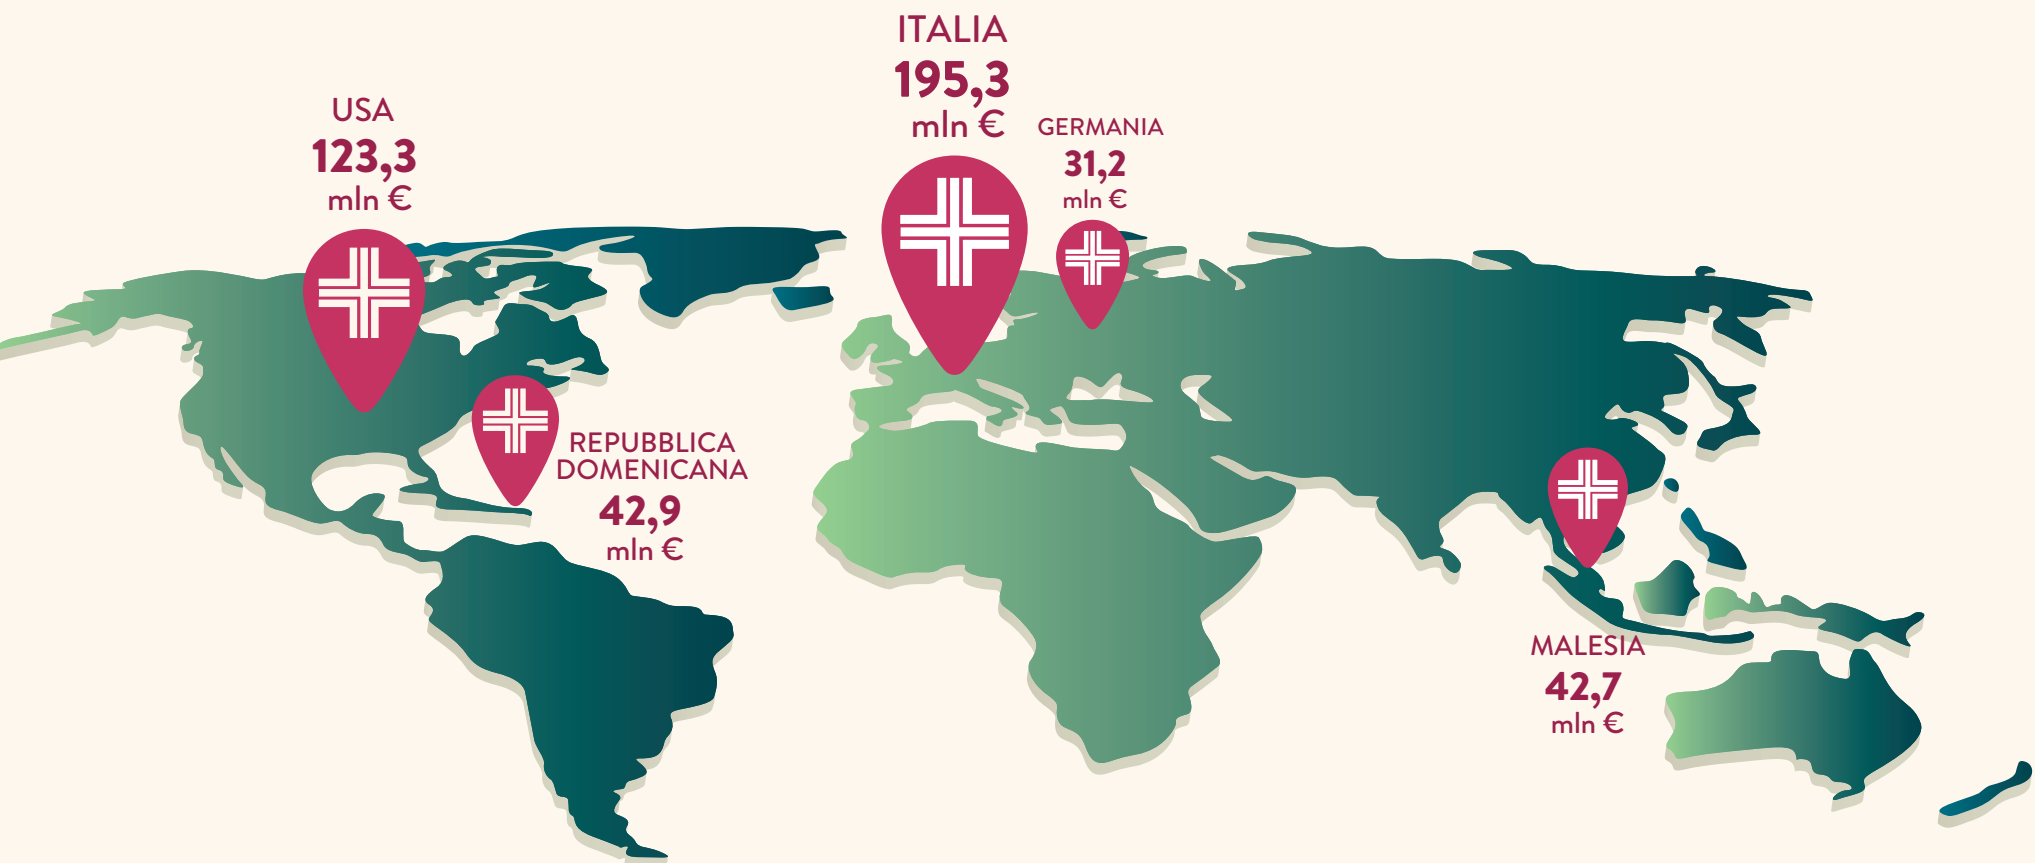 ITALIA
195,3
mln €
USA
123,3
mln €
GERMANIA
31,2
mln €
REPUBBLICA
DOMENICANA
42,9
mln €
MALESIA
42,7
mln €